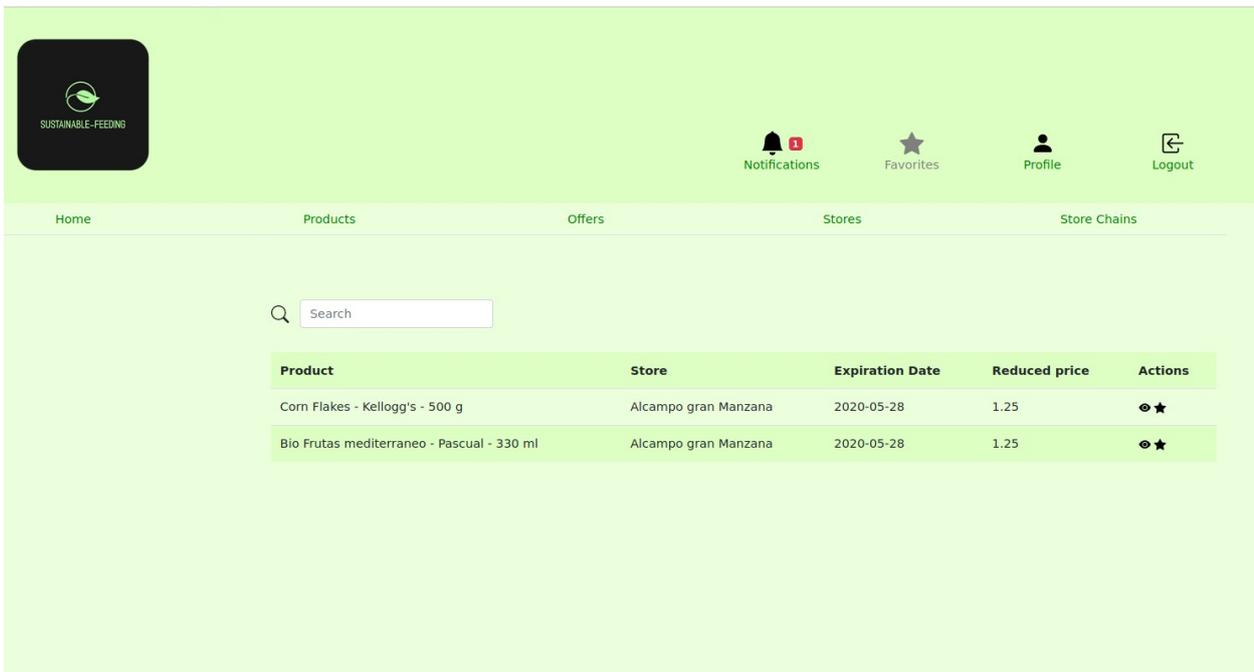 SUSTAINABLE-FEEDING
1
Notifications Favorites Profile Logout
Home Products Offers Stores Store Chains
Search
Product Store Expiration Date Reduced price Actions
Corn Flakes - Kellogg's - 500 g Alcampo gran Manzana 2020-05-28 1.25
Bio Frutas mediterraneo - Pascual - 330 ml Alcampo gran Manzana 2020-05-28 1.25